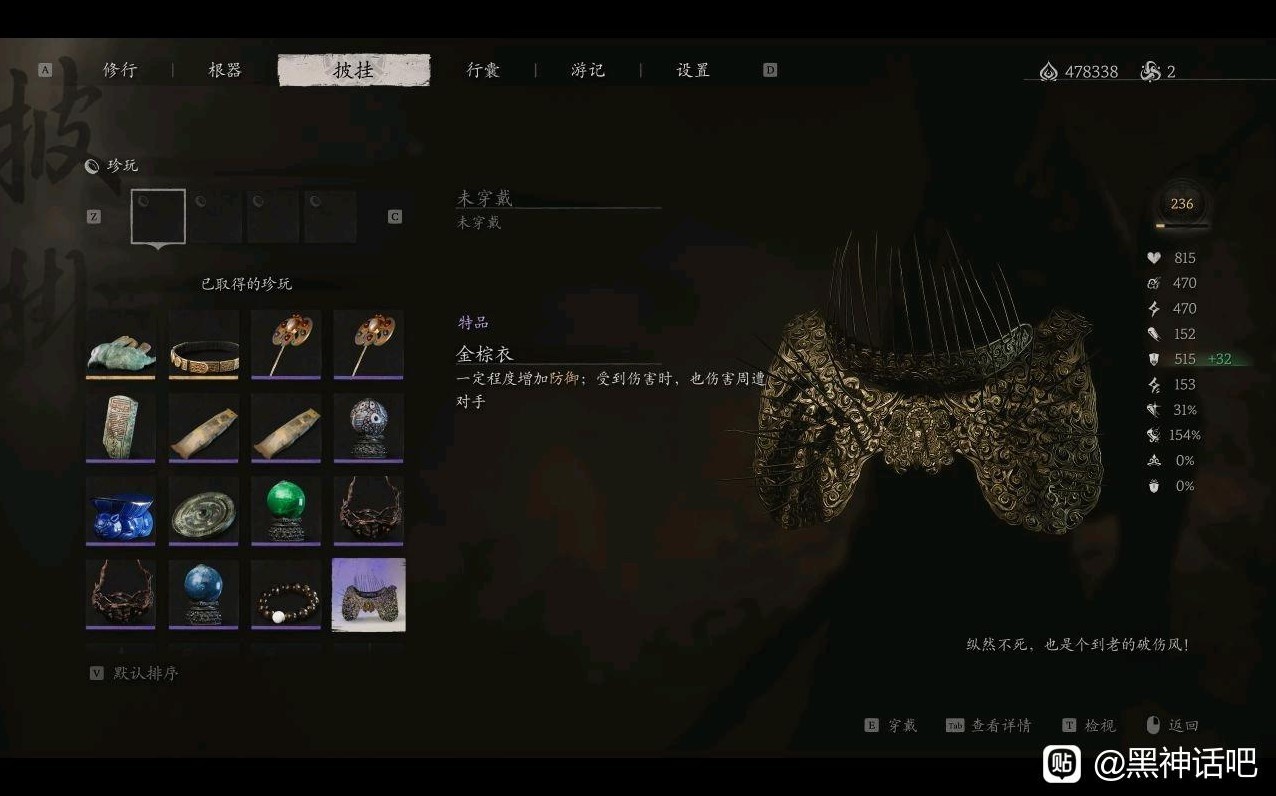 A 修行 | 根器 披挂 行囊 | 游记 | 设置 D
478338 2
披挂
珍玩
Z C
已取得的珍玩
未穿戴
未穿戴
特品
金棕衣
一定程度增加防御；受到伤害时，也伤害周遭
对手
236
815
470
470
152
515 +32
153
31%
154%
0%
0%
纵然不死，也是个到老的破伤风！
V 默认排序
E 穿戴 Tab 查看详情 T 检视 返回
贴 @黑神话吧